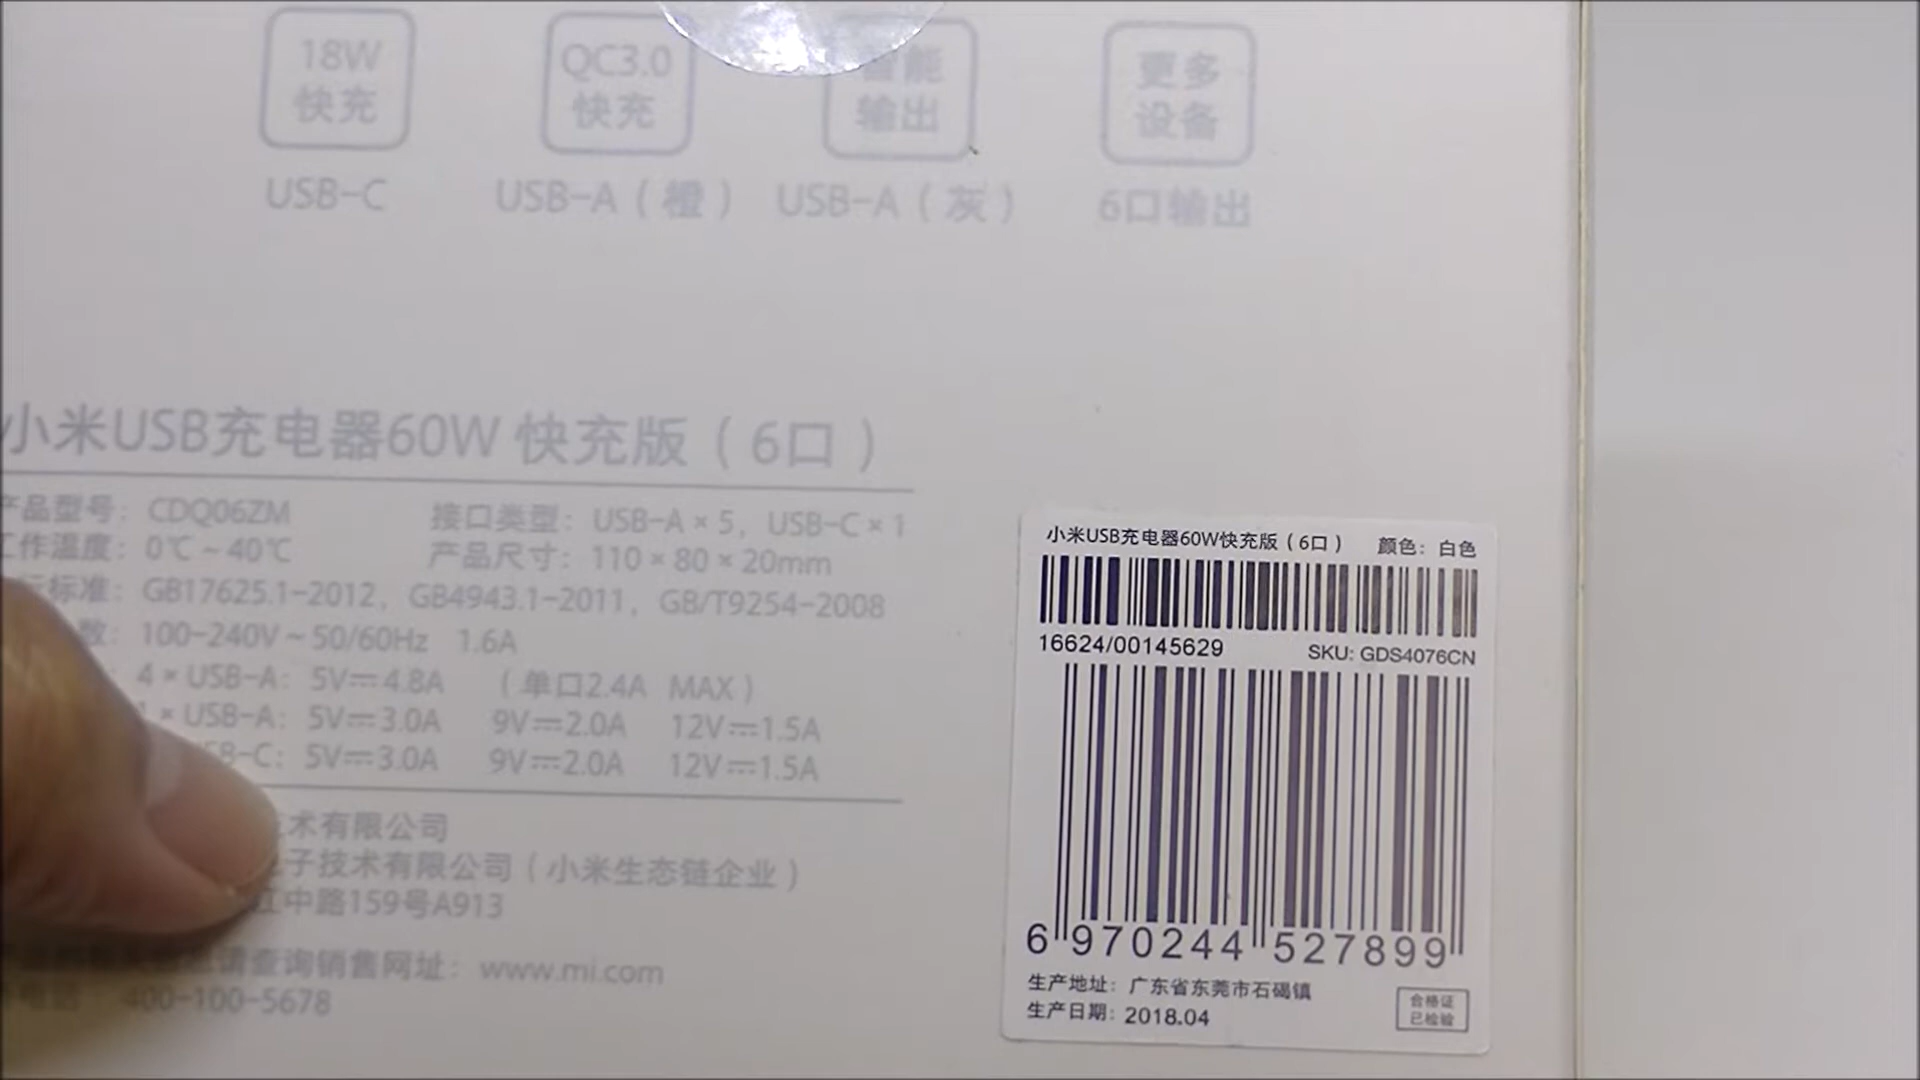 18W
快充
USB-C
QC3.0
快充
USB-A（橙）
智能
输出
USB-A（灰）
更多
设备
6口输出
小米USB充电器60W 快充版（6口）
产品型号：CDQ06ZM
接口类型：USB-A×5，USB-C×1
工作温度：0℃~40℃
产品尺寸：110×80×20mm
标准：GB17625.1-2012，GB4943.1-2011，GB/T9254-2008
数：100-240V~50/60Hz 1.6A
4×USB-A：5V⎓4.8A （单口2.4A MAX）
1×USB-A：5V⎓3.0A 9V⎓2.0A 12V⎓1.5A
B-C：5V⎓3.0A 9V⎓2.0A 12V⎓1.5A
术有限公司
子技术有限公司（小米生态链企业）
江中路159号A913
请查询销售网址：www.mi.com
电话：400-100-5678
小米USB充电器60W快充版（6口） 颜色：白色
16624/00145629 SKU: GDS4076CN
6 970244 527899
生产地址：广东省东莞市石碣镇
生产日期：2018.04
合格证
已检验